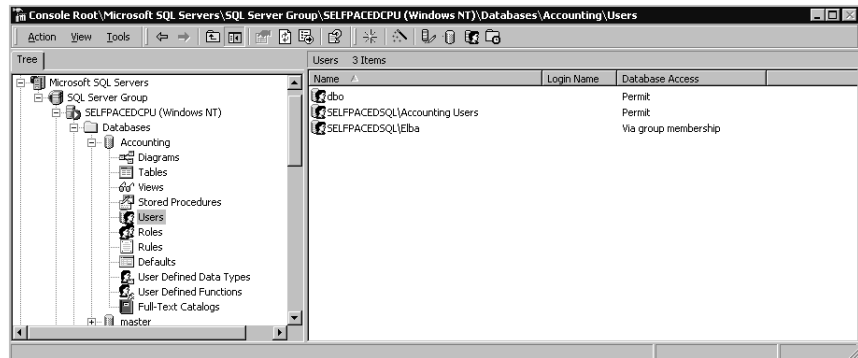 Console Root\Microsoft SQL Servers\SQL Server Group\SELFPACEDCPU (Windows NT)\Databases\Accounting\Users
Action View Tools
Tree
Users 3 Items
Name Login Name Database Access
Microsoft SQL Servers
SQL Server Group
SELFPACEDCPU (Windows NT)
Databases
Accounting
Diagrams
Tables
Views
Stored Procedures
Users
Roles
Rules
Defaults
User Defined Data Types
User Defined Functions
Full-Text Catalogs
master
dbo Permit
SELFPACEDSQL\Accounting Users Permit
SELFPACEDSQL\Elba Via group membership